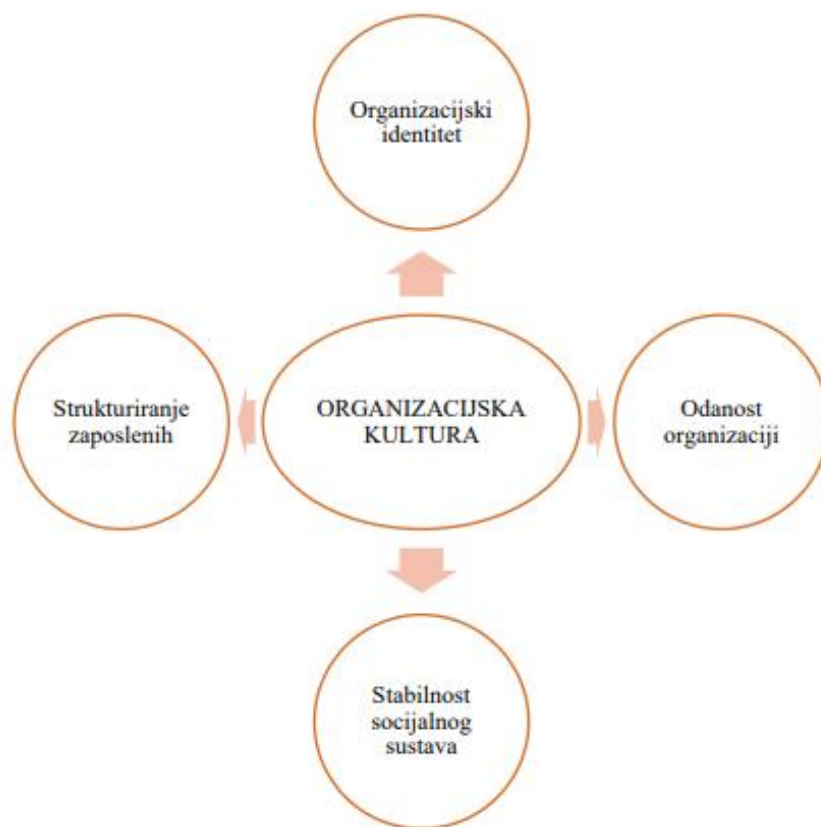 Organizacijski
identitet
Strukturiranje
zaposlenih
ORGANIZACIJSKA
KULTURA
Odanost
organizaciji
Stabilnost
socijalnog
sustava